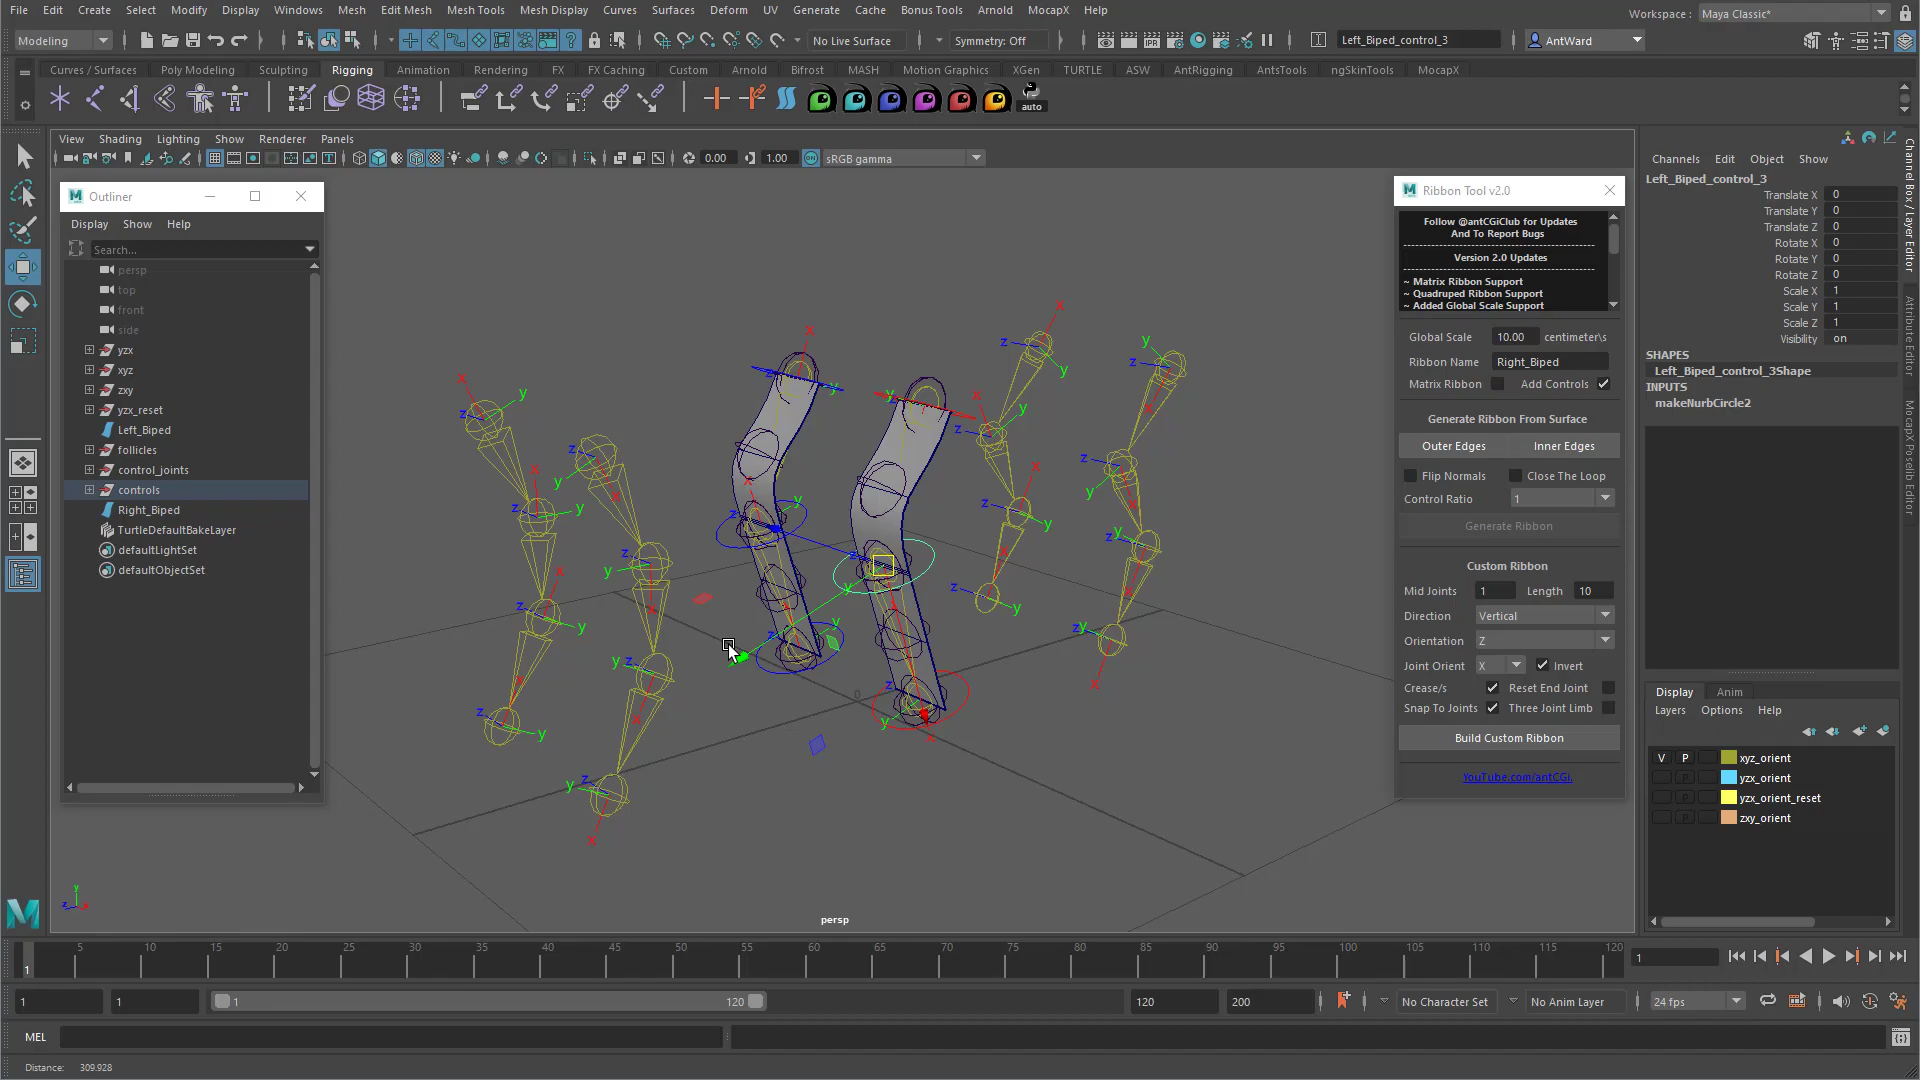 File Edit Create Select Modify Display Windows Mesh Edit Mesh Mesh Tools Mesh Display Curves Surfaces Deform UV Generate Cache Bonus Tools Arnold MocapX Help
Workspace : Maya Classic*
Modeling
No Live Surface
Symmetry: Off
Left_Biped_control_3
AntWard
Curves / Surfaces Poly Modeling Sculpting Rigging Animation Rendering FX FX Caching Custom Arnold Bifrost MASH Motion Graphics XGen TURTLE ASW AntRigging AntsTools ngSkinTools MocapX
auto
View Shading Lighting Show Renderer Panels
0.00
1.00
ON
sRGB gamma
Outliner
Display Show Help
Search...
persp
top
front
side
yzx
xyz
zxy
yzx_reset
Left_Biped
follicles
control_joints
controls
Right_Biped
TurtleDefaultBakeLayer
defaultLightSet
defaultObjectSet
persp
Ribbon Tool v2.0
Follow @antCGiClub for Updates
And To Report Bugs
Version 2.0 Updates
~ Matrix Ribbon Support
~ Quadruped Ribbon Support
~ Added Global Scale Support
Global Scale 10.00 centimeter\s
Ribbon Name Right_Biped
Matrix Ribbon Add Controls
Generate Ribbon From Surface
Outer Edges Inner Edges
Flip Normals Close The Loop
Control Ratio 1
Generate Ribbon
Custom Ribbon
Mid Joints 1 Length 10
Direction Vertical
Orientation Z
Joint Orient X Invert
Crease/s Reset End Joint
Snap To Joints Three Joint Limb
Build Custom Ribbon
YouTube.com/antCGi.
Channels Edit Object Show
Left_Biped_control_3
Translate X 0
Translate Y 0
Translate Z 0
Rotate X 0
Rotate Y 0
Rotate Z 0
Scale X 1
Scale Y 1
Scale Z 1
Visibility on
SHAPES
Left_Biped_control_3Shape
INPUTS
makeNurbCircle2
Display Anim
Layers Options Help
V P xyz_orient
P yzx_orient
P yzx_orient_reset
P zxy_orient
Channel Box / Layer Editor
Attribute Editor
MocapX Poselib Editor
5 10 15 20 25 30 35 40 45 50 55 60 65 70 75 80 85 90 95 100 105 110 115 120
1
1
1 1 1 120 120 200
No Character Set
No Anim Layer
24 fps
MEL
Distance: 309.928